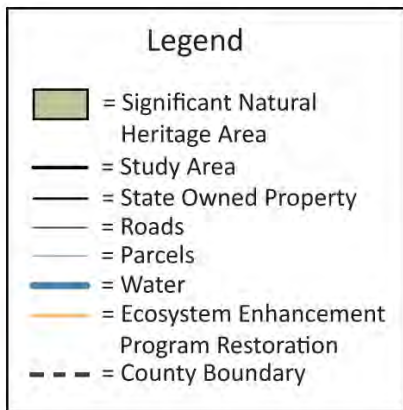 Legend
= Significant Natural
Heritage Area
= Study Area
= State Owned Property
= Roads
= Parcels
= Water
= Ecosystem Enhancement
Program Restoration
= County Boundary